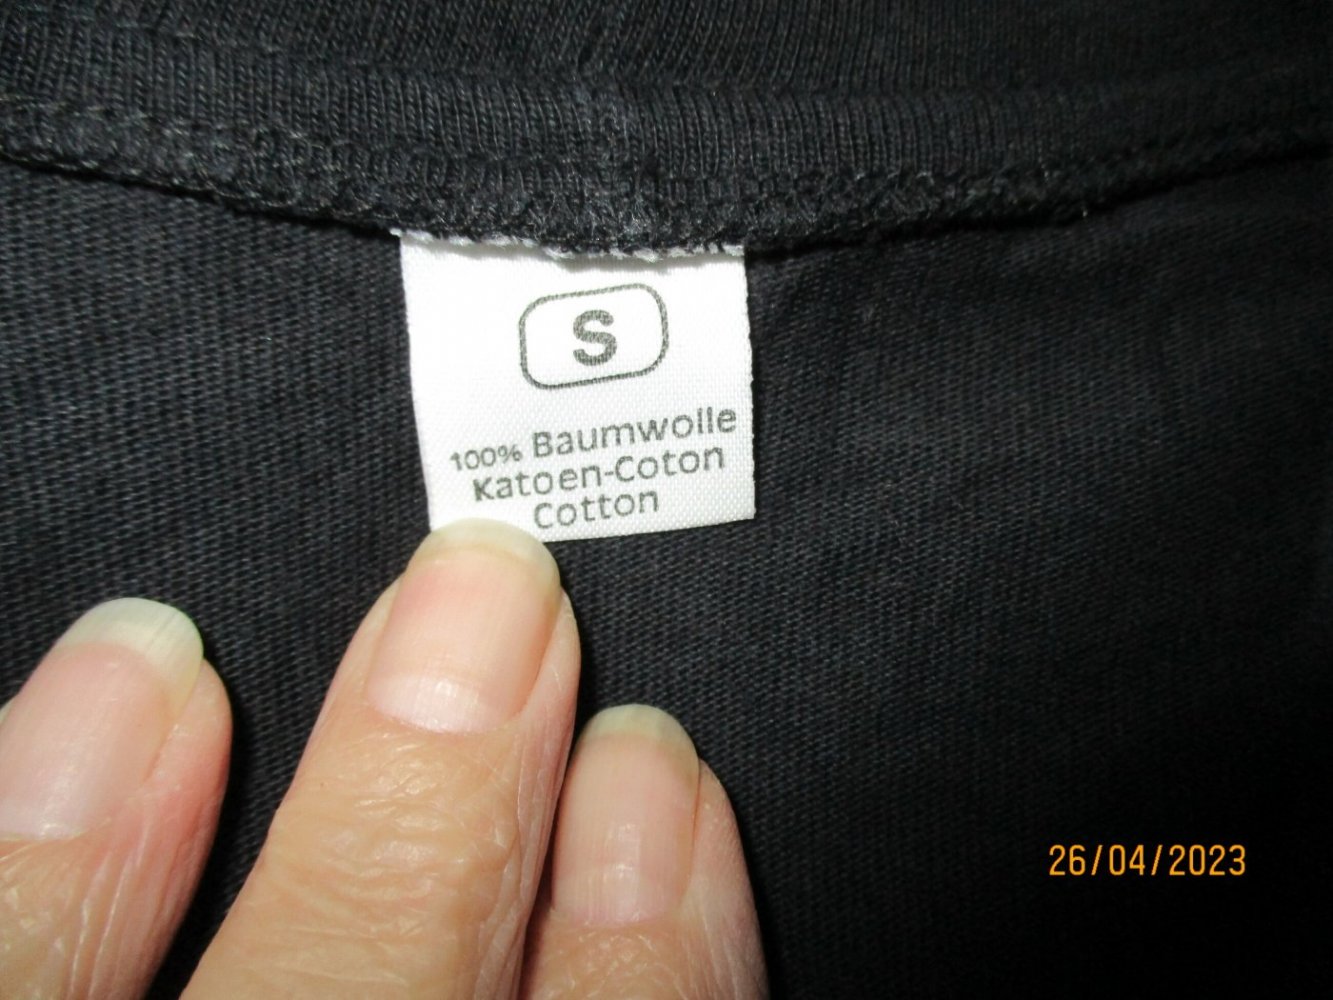 S
100% Baumwolle
Katoen-Coton
Cotton
26/04/2023